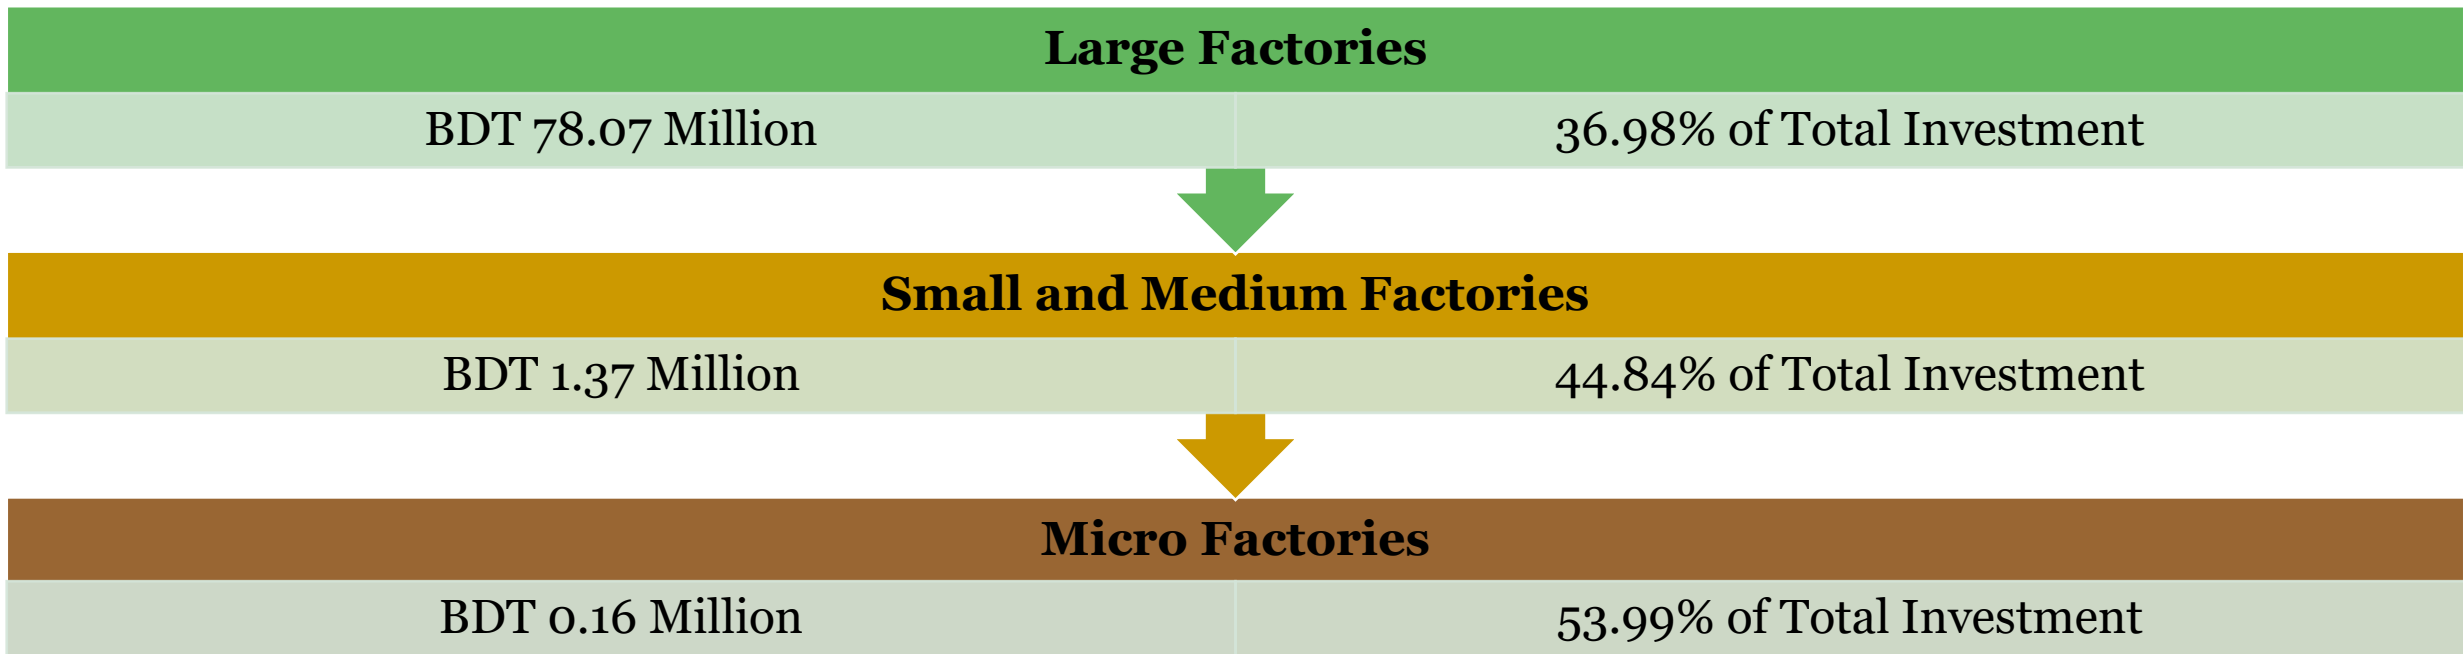 Large Factories
BDT 78.07 Million
36.98% of Total Investment
Small and Medium Factories
BDT 1.37 Million
44.84% of Total Investment
Micro Factories
BDT 0.16 Million
53.99% of Total Investment